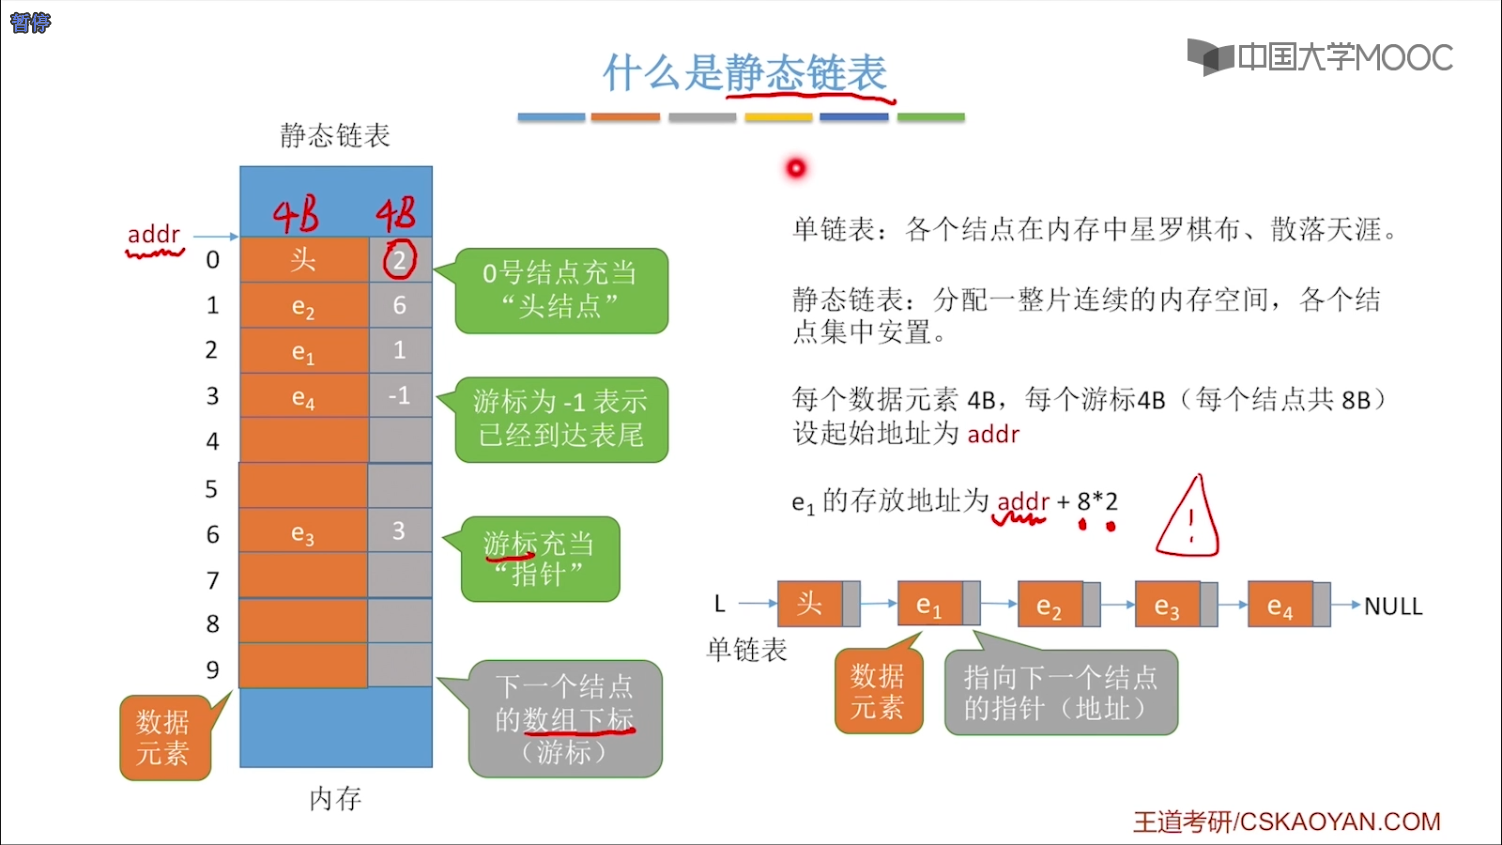 暂停
中国大学MOOC
什么是静态链表
静态链表
4B 4B
addr
0 头 2
1 e₂ 6
2 e₁ 1
3 e₄ -1
4
5
6 e₃ 3
7
8
9
内存
0号结点充当
“头结点”
游标为 -1 表示
已经到达表尾
游标充当
“指针”
下一个结点
的数组下标
（游标）
数据
元素
单链表：各个结点在内存中星罗棋布、散落天涯。
静态链表：分配一整片连续的内存空间，各个结
点集中安置。
每个数据元素 4B，每个游标4B（每个结点共 8B）
设起始地址为 addr
e₁ 的存放地址为 addr + 8*2
!
L 头 e₁ e₂ e₃ e₄ NULL
单链表
数据
元素
指向下一个结点
的指针（地址）
王道考研/CSKAOYAN.COM